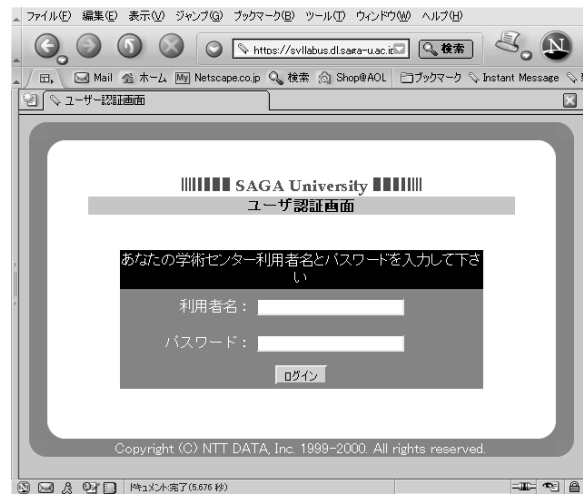 ファイル(F) 編集(E) 表示(V) ジャンプ(G) ブックマーク(B) ツール(T) ウィンドウ(W) ヘルプ(H)
https://syllabus.dl.saga-u.ac.jp 検索
Mail ホーム My Netscape.co.jp 検索 Shop@AOL ブックマーク Instant Message
ユーザー認証画面
SAGA University
ユーザ認証画面
あなたの学術センター利用者名とパスワードを入力して下さ
い
利用者名：
パスワード：
ログイン
Copyright (C) NTT DATA, Inc. 1999-2000. All rights reserved.
ドキュメント:完了(5.676 秒)